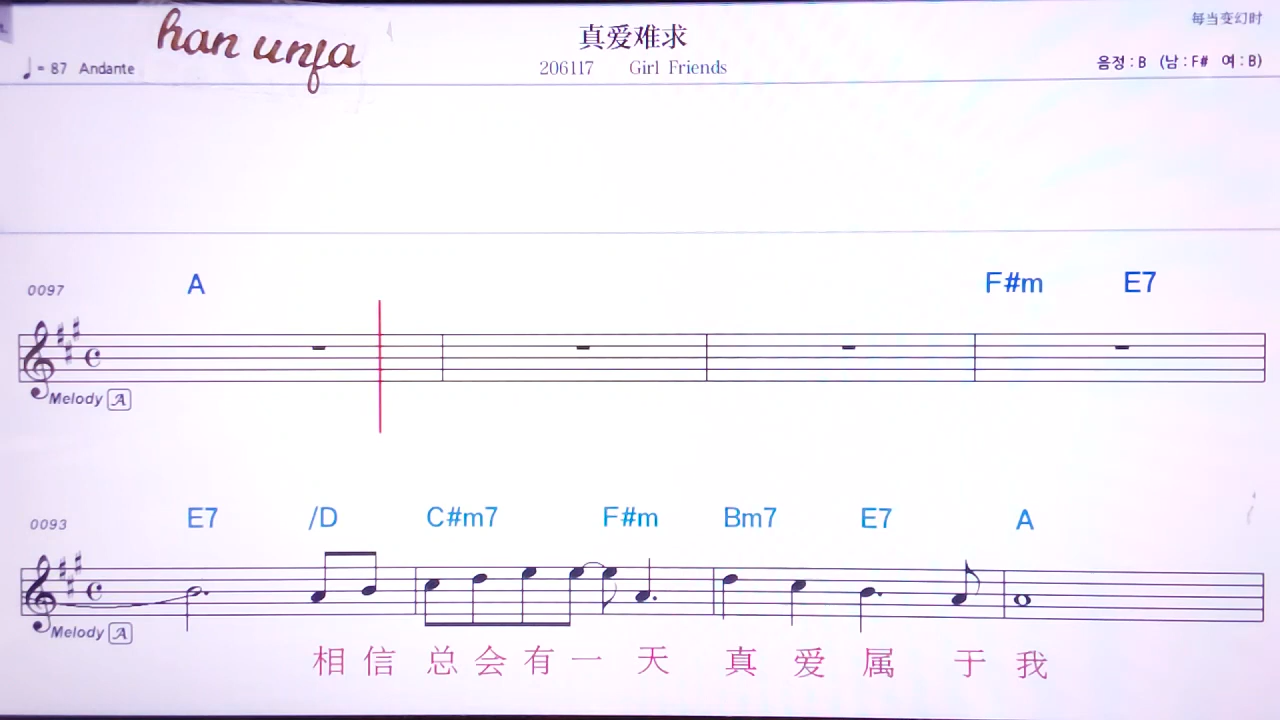 每当变幻时
han unfa
真爱难求
♩= 87 Andante
206117 Girl Friends
음정 : B (남 : F# 여 : B)
0097 A F#m E7
Melody A
0093 E7 /D C#m7 F#m Bm7 E7 A
Melody A
相 信 总 会 有 一 天 真 爱 属 于 我